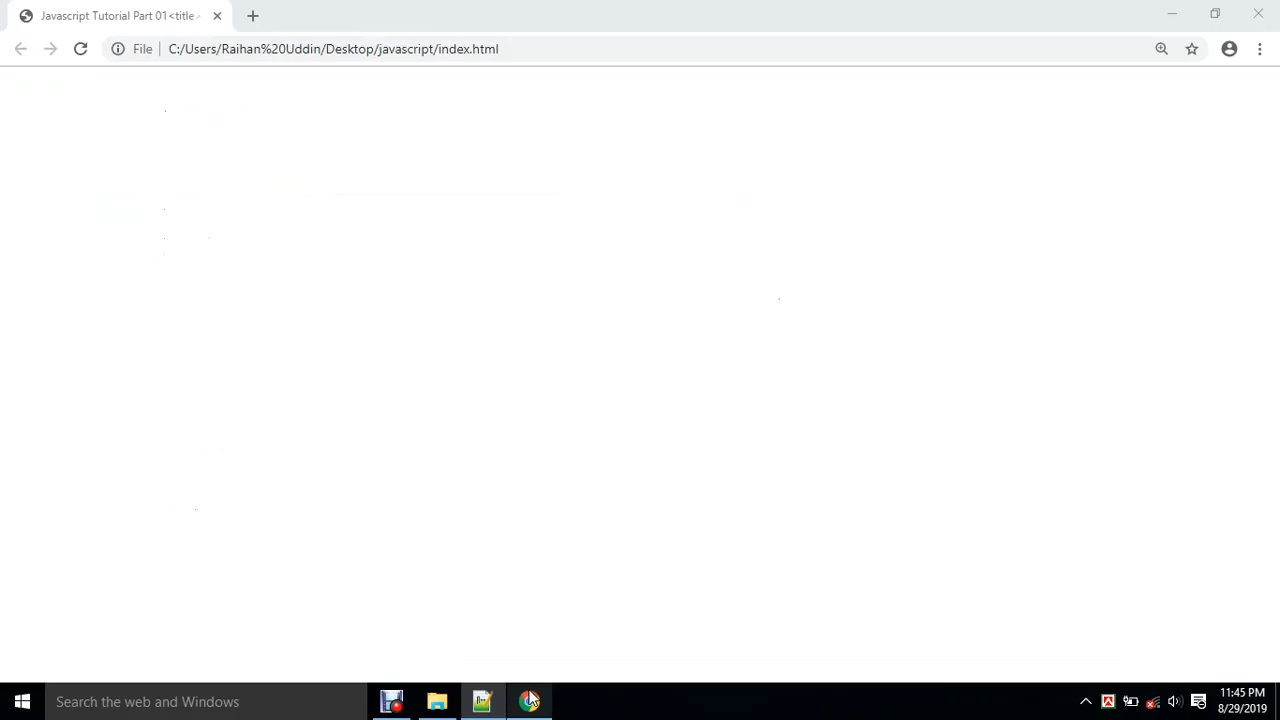 Javascript Tutorial Part 01<title
File
C:/Users/Raihan%20Uddin/Desktop/javascript/index.html
Search the web and Windows
11:45 PM
8/29/2019